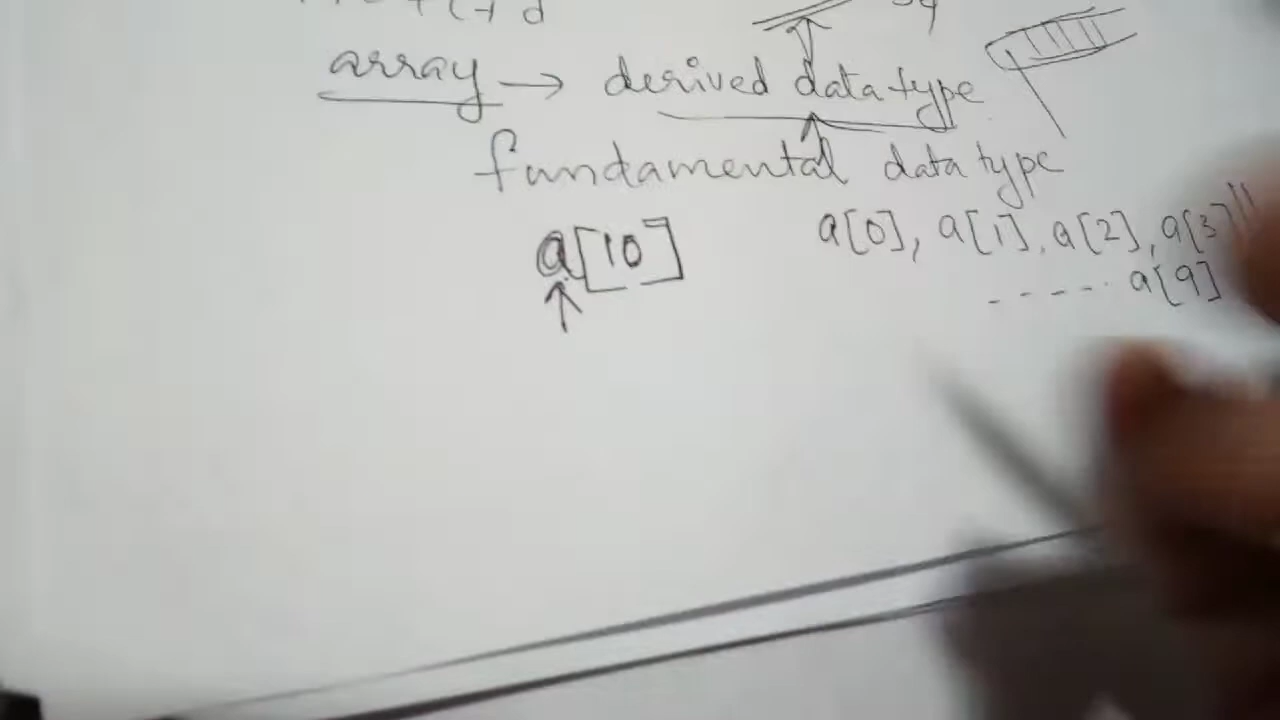 array → derived data type
fundamental data type
a[10] a[0], a[1], a[2], a[3]
- - - - - a[9]